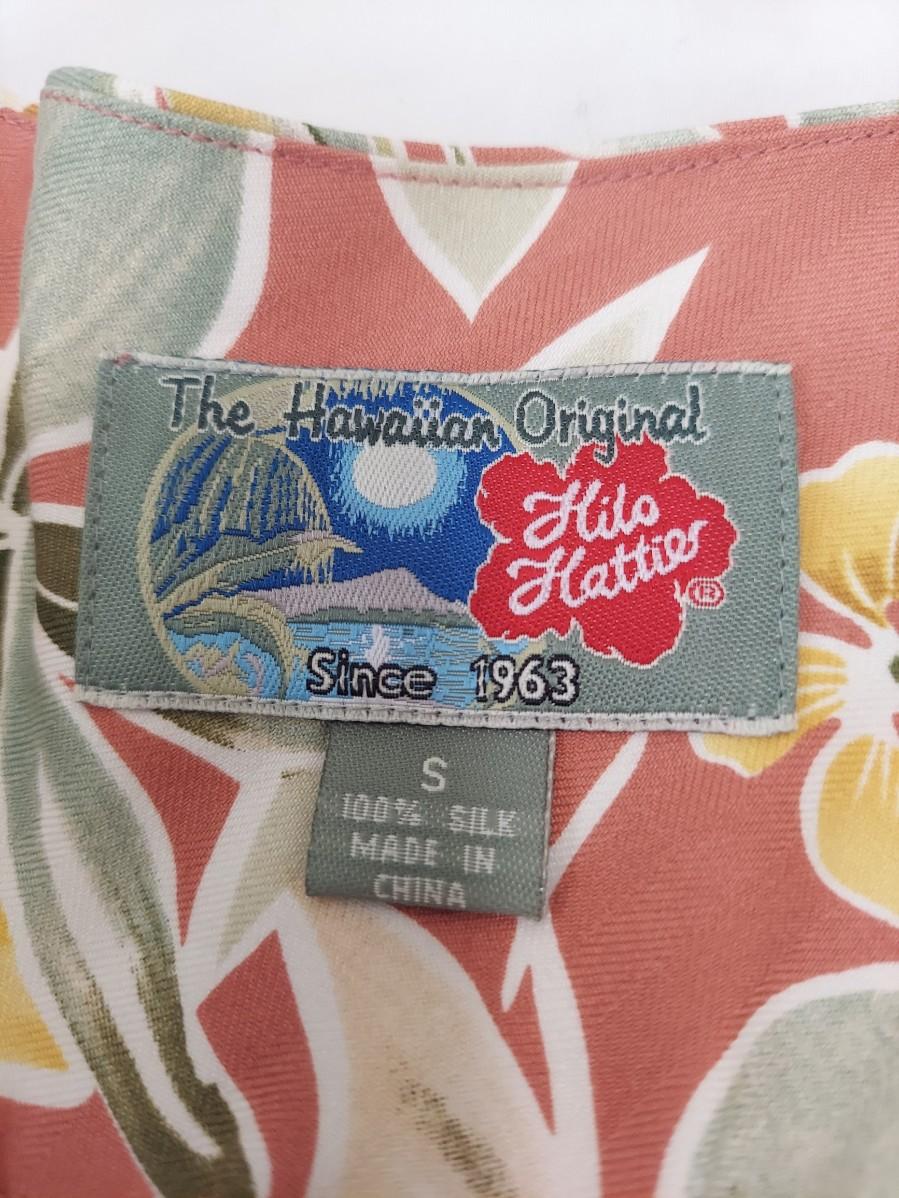 The Hawaiian Original
Hilo
Hattie®
Since 1963
S
100% SILK
MADE IN
CHINA